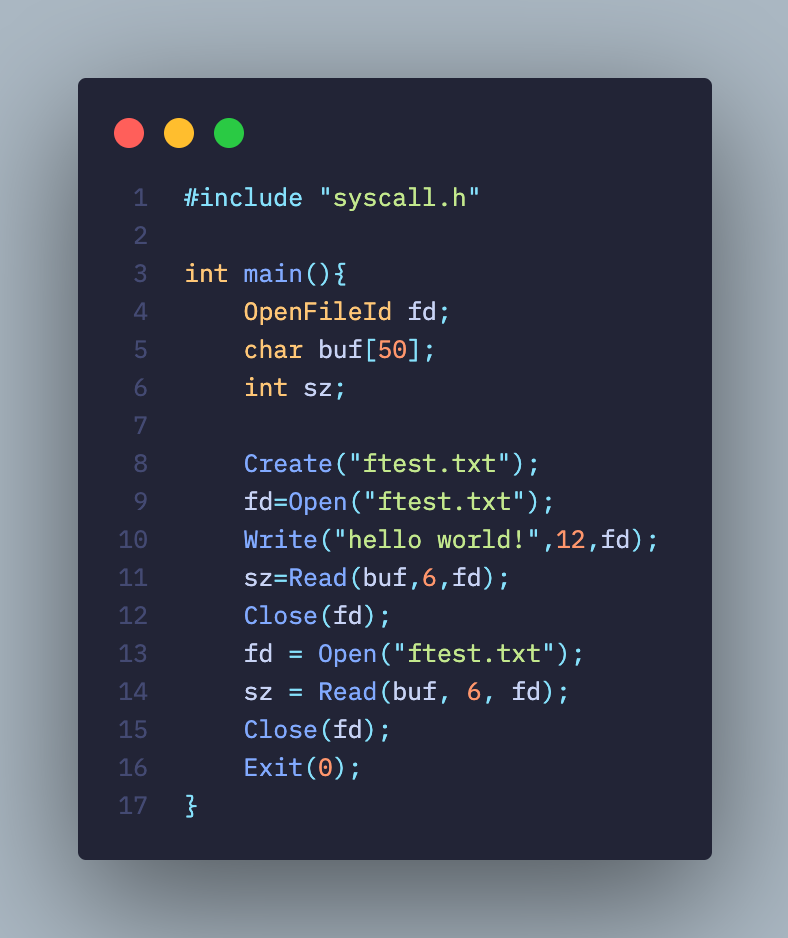 1 #include "syscall.h"
2
3 int main(){
4     OpenFileId fd;
5     char buf[50];
6     int sz;
7
8     Create("ftest.txt");
9     fd=Open("ftest.txt");
10     Write("hello world!",12,fd);
11     sz=Read(buf,6,fd);
12     Close(fd);
13     fd = Open("ftest.txt");
14     sz = Read(buf, 6, fd);
15     Close(fd);
16     Exit(0);
17 }